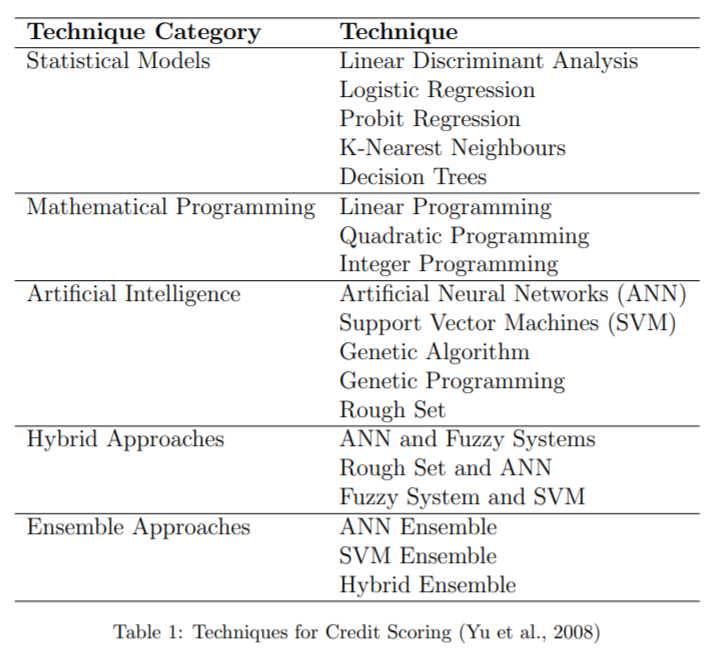 Technique Category Technique
Statistical Models Linear Discriminant Analysis
Logistic Regression
Probit Regression
K-Nearest Neighbours
Decision Trees
Mathematical Programming Linear Programming
Quadratic Programming
Integer Programming
Artificial Intelligence Artificial Neural Networks (ANN)
Support Vector Machines (SVM)
Genetic Algorithm
Genetic Programming
Rough Set
Hybrid Approaches ANN and Fuzzy Systems
Rough Set and ANN
Fuzzy System and SVM
Ensemble Approaches ANN Ensemble
SVM Ensemble
Hybrid Ensemble
Table 1: Techniques for Credit Scoring (Yu et al., 2008)